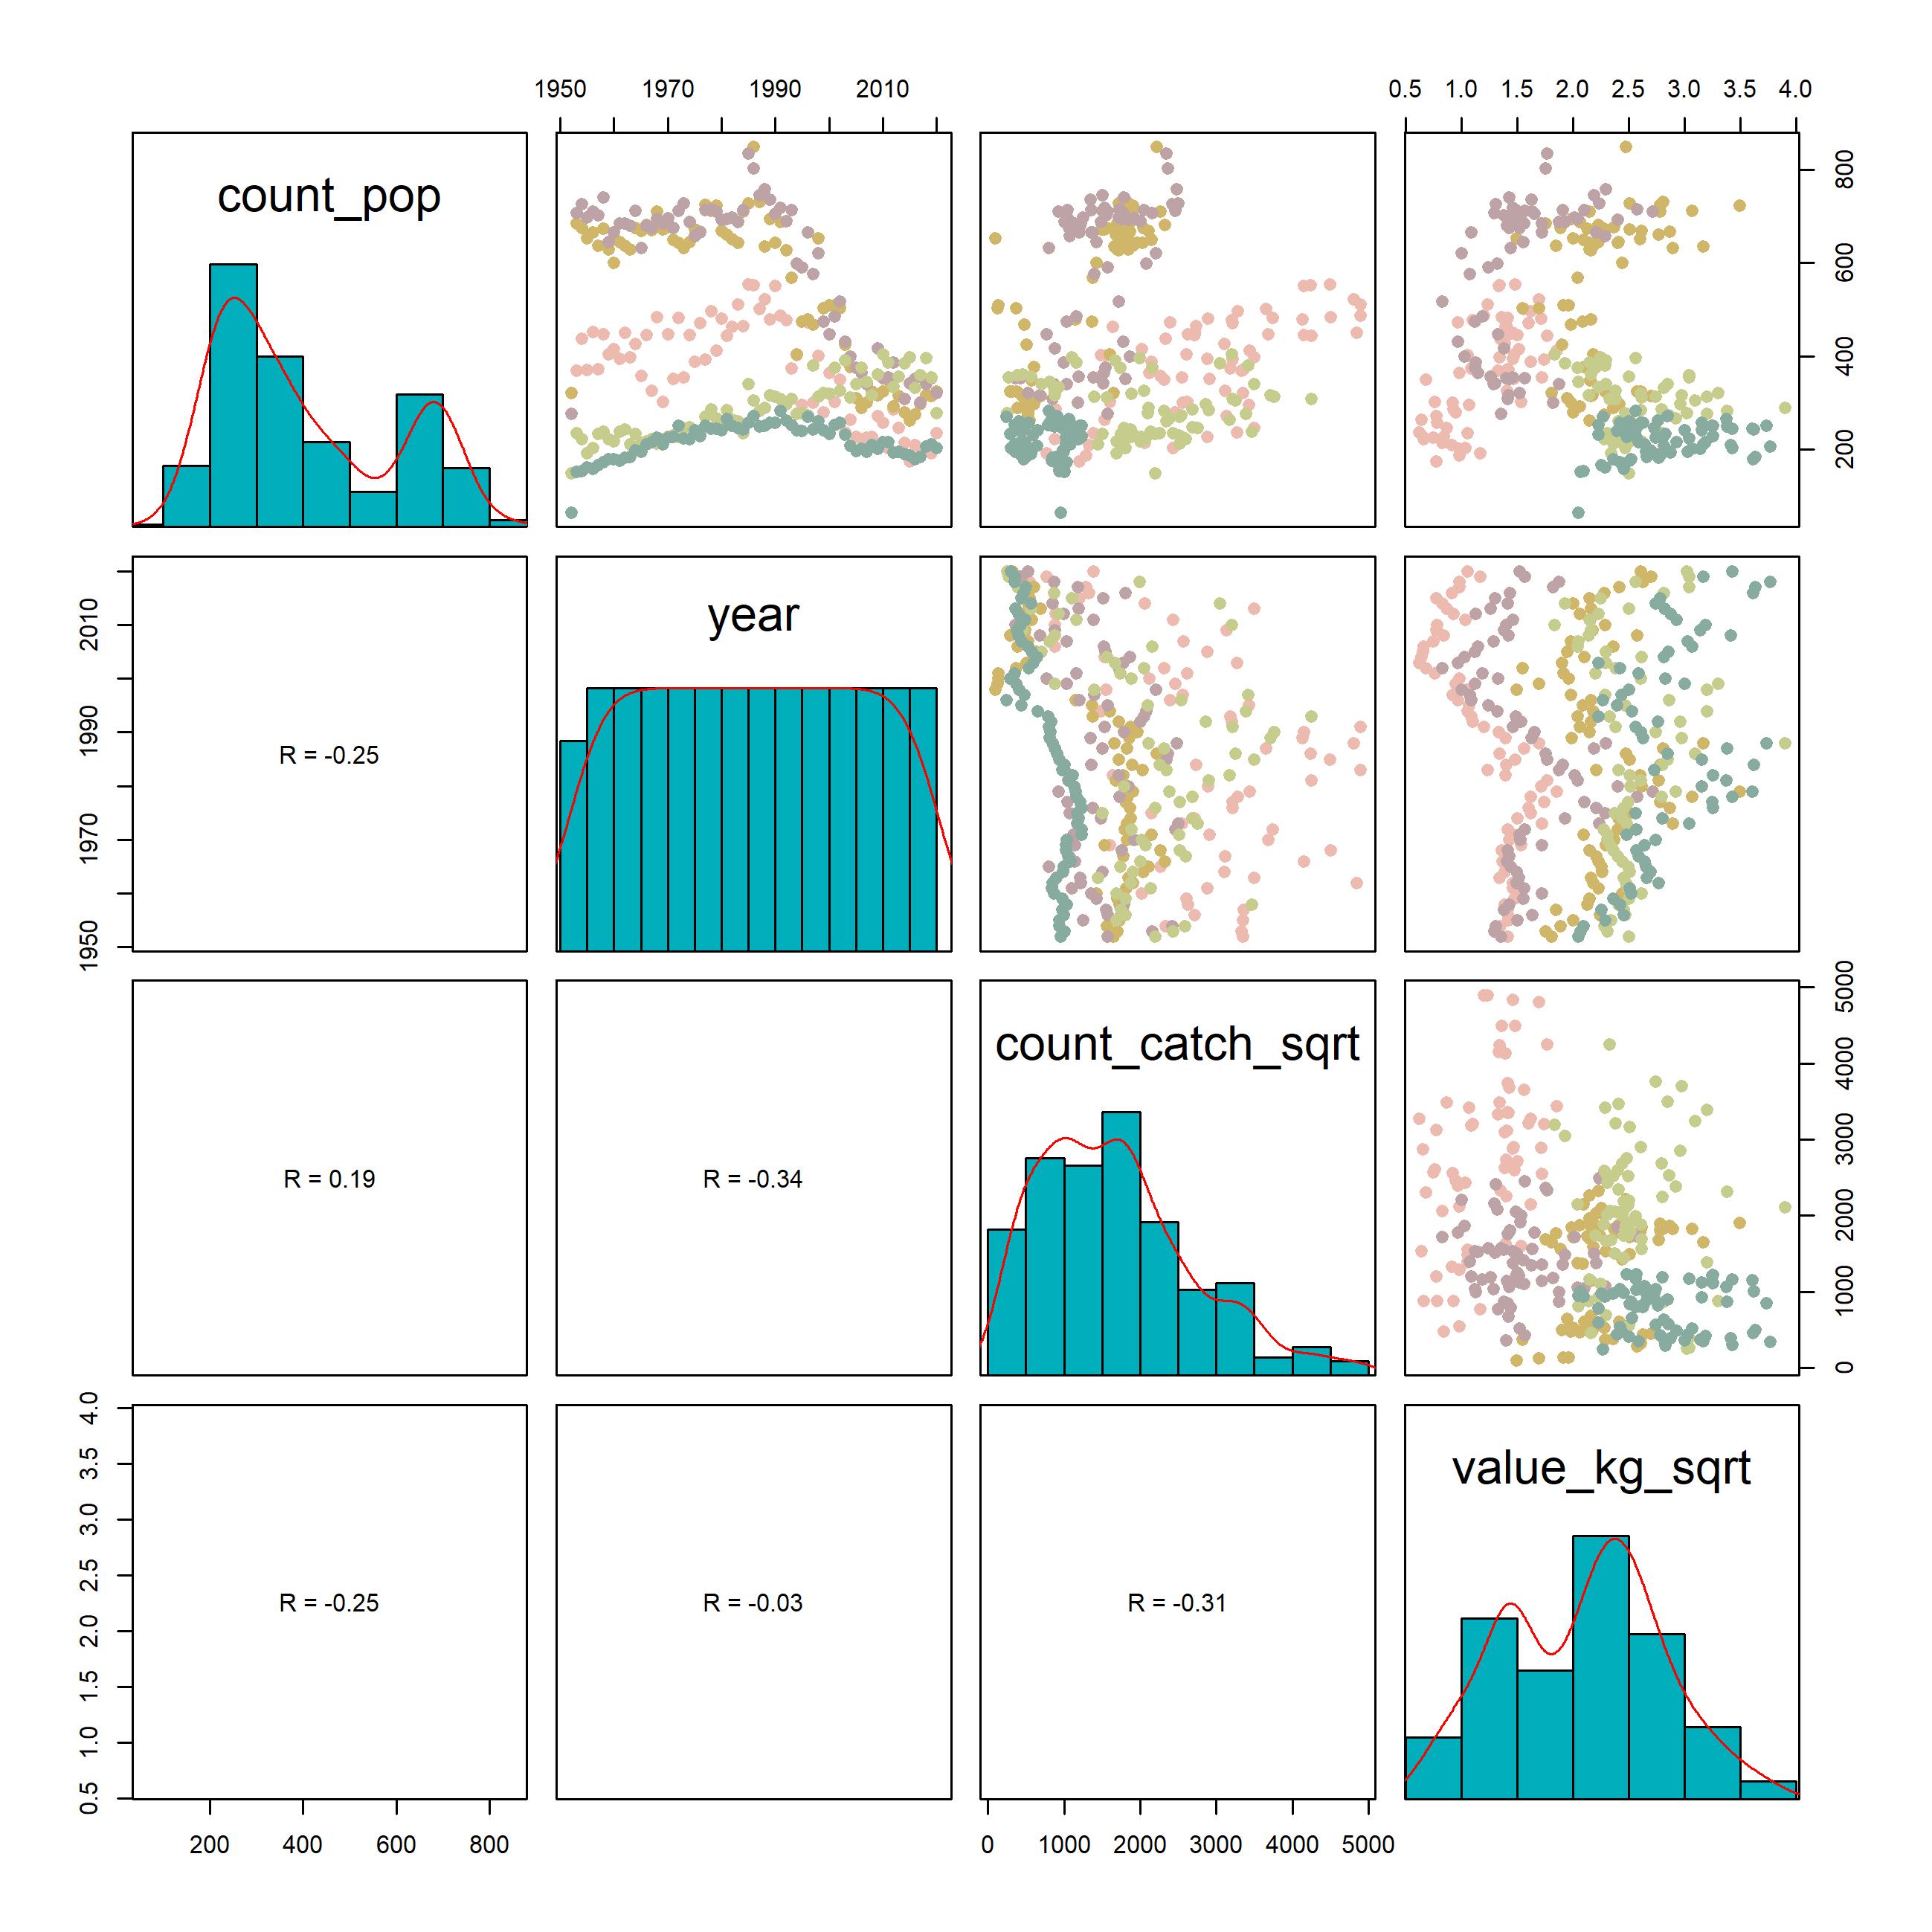 1950 1970 1990 2010
0.5 1.0 1.5 2.0 2.5 3.0 3.5 4.0
count_pop
200 400 600 800
1950 1970 1990 2010
R = -0.25
year
R = 0.19
R = -0.34
count_catch_sqrt
0 1000 2000 3000 4000 5000
0.5 1.0 1.5 2.0 2.5 3.0 3.5 4.0
R = -0.25
R = -0.03
R = -0.31
value_kg_sqrt
200 400 600 800
0 1000 2000 3000 4000 5000